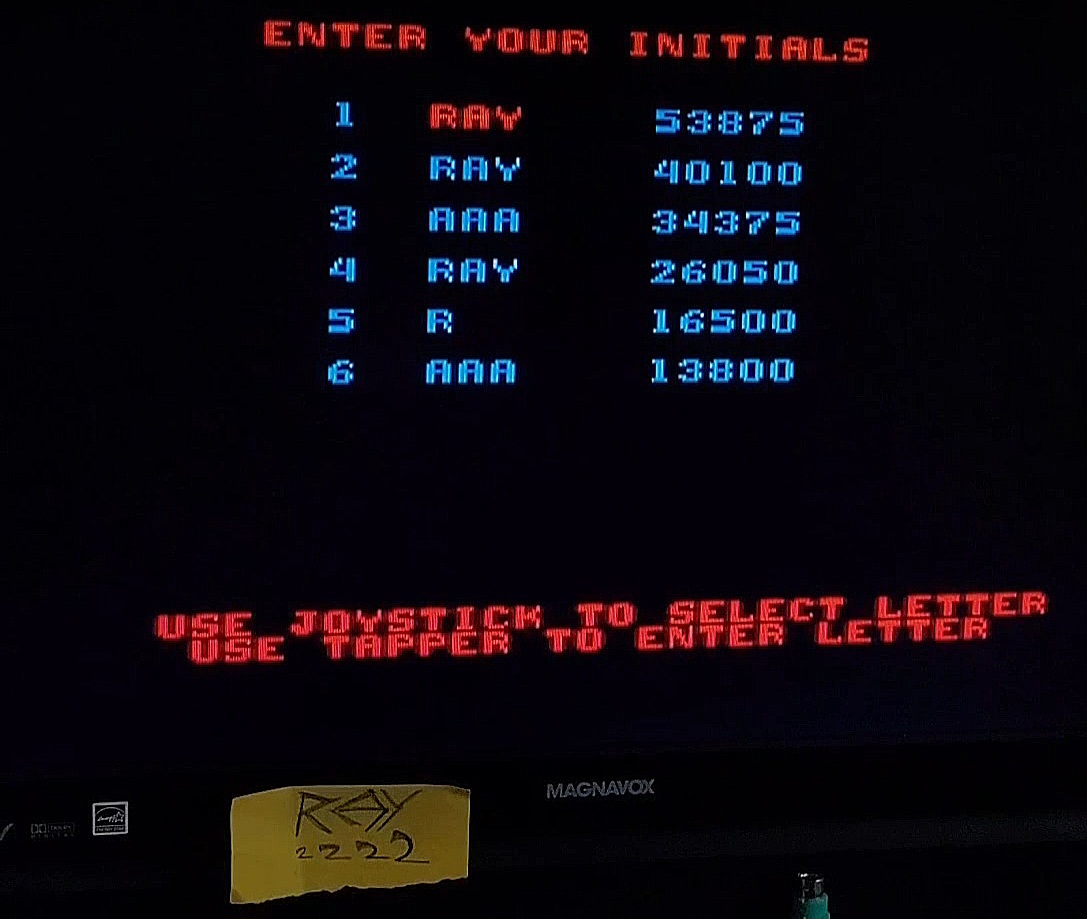 ENTER YOUR INITIALS
1 RAY 53875
2 RAY 40100
3 AAA 34375
4 RAY 26050
5 R 16500
6 AAA 13800
USE JOYSTICK TO SELECT LETTER
USE TAPPER TO ENTER LETTER
MAGNAVOX
RAY
2222